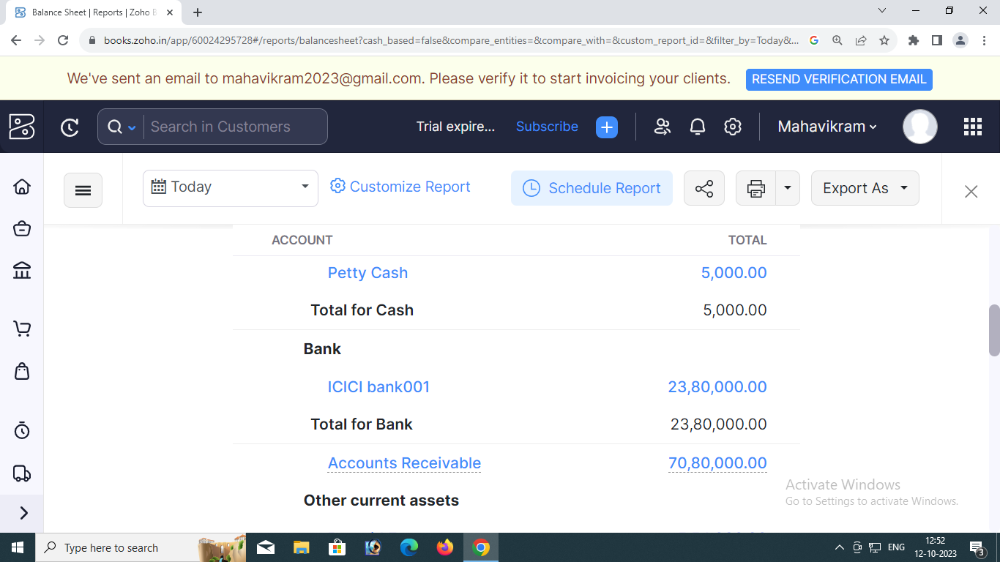 Balance Sheet | Reports | Zoho B
books.zoho.in/app/60024295728#/reports/balancesheet?cash_based=false&compare_entities=&compare_with=&custom_report_id=&filter_by=Today&...
We've sent an email to mahavikram2023@gmail.com. Please verify it to start invoicing your clients. RESEND VERIFICATION EMAIL
Search in Customers Trial expire... Subscribe Mahavikram
Today Customize Report Schedule Report Export As
ACCOUNT TOTAL
Petty Cash 5,000.00
Total for Cash 5,000.00
Bank
ICICI bank001 23,80,000.00
Total for Bank 23,80,000.00
Accounts Receivable 70,80,000.00
Activate Windows
Other current assets Go to Settings to activate Windows.
Type here to search ENG 12:52
12-10-2023 3